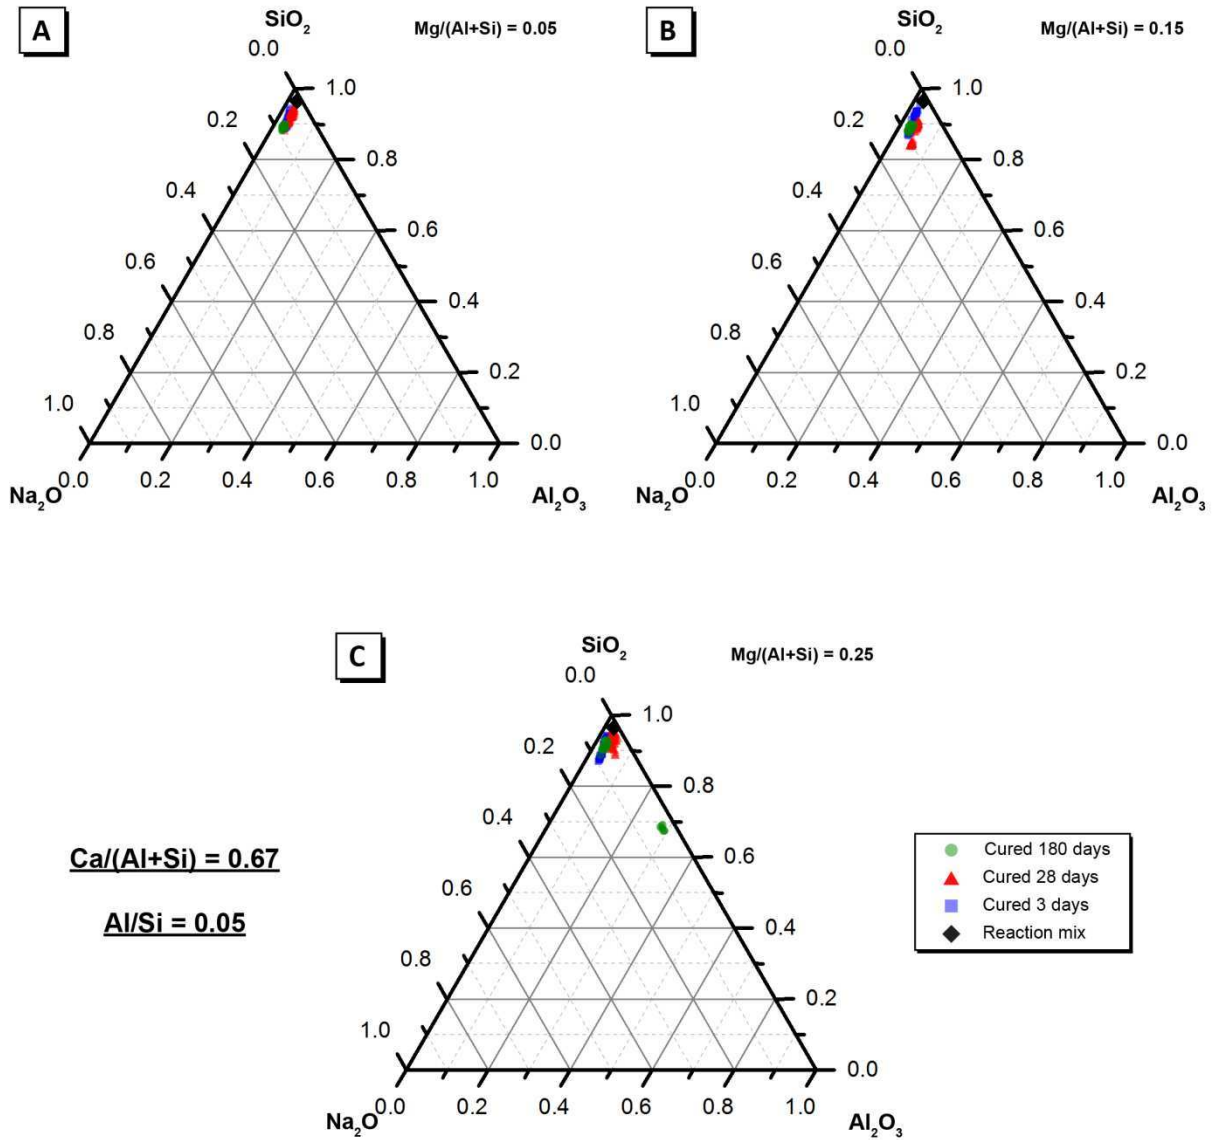 A
SiO2
Mg/(Al+Si) = 0.05
0.0
1.0
0.2
0.8
0.4
0.6
0.6
0.4
0.8
0.2
1.0
0.0
0.0 0.2 0.4 0.6 0.8 1.0
Na2O
Al2O3
B
SiO2
Mg/(Al+Si) = 0.15
0.0
1.0
0.2
0.8
0.4
0.6
0.6
0.4
0.8
0.2
1.0
0.0
0.0 0.2 0.4 0.6 0.8 1.0
Na2O
Al2O3
C
SiO2
Mg/(Al+Si) = 0.25
0.0
1.0
0.2
0.8
0.4
0.6
0.6
0.4
0.8
0.2
1.0
0.0
0.0 0.2 0.4 0.6 0.8 1.0
Na2O
Al2O3
Ca/(Al+Si) = 0.67
Al/Si = 0.05
Cured 180 days
Cured 28 days
Cured 3 days
Reaction mix